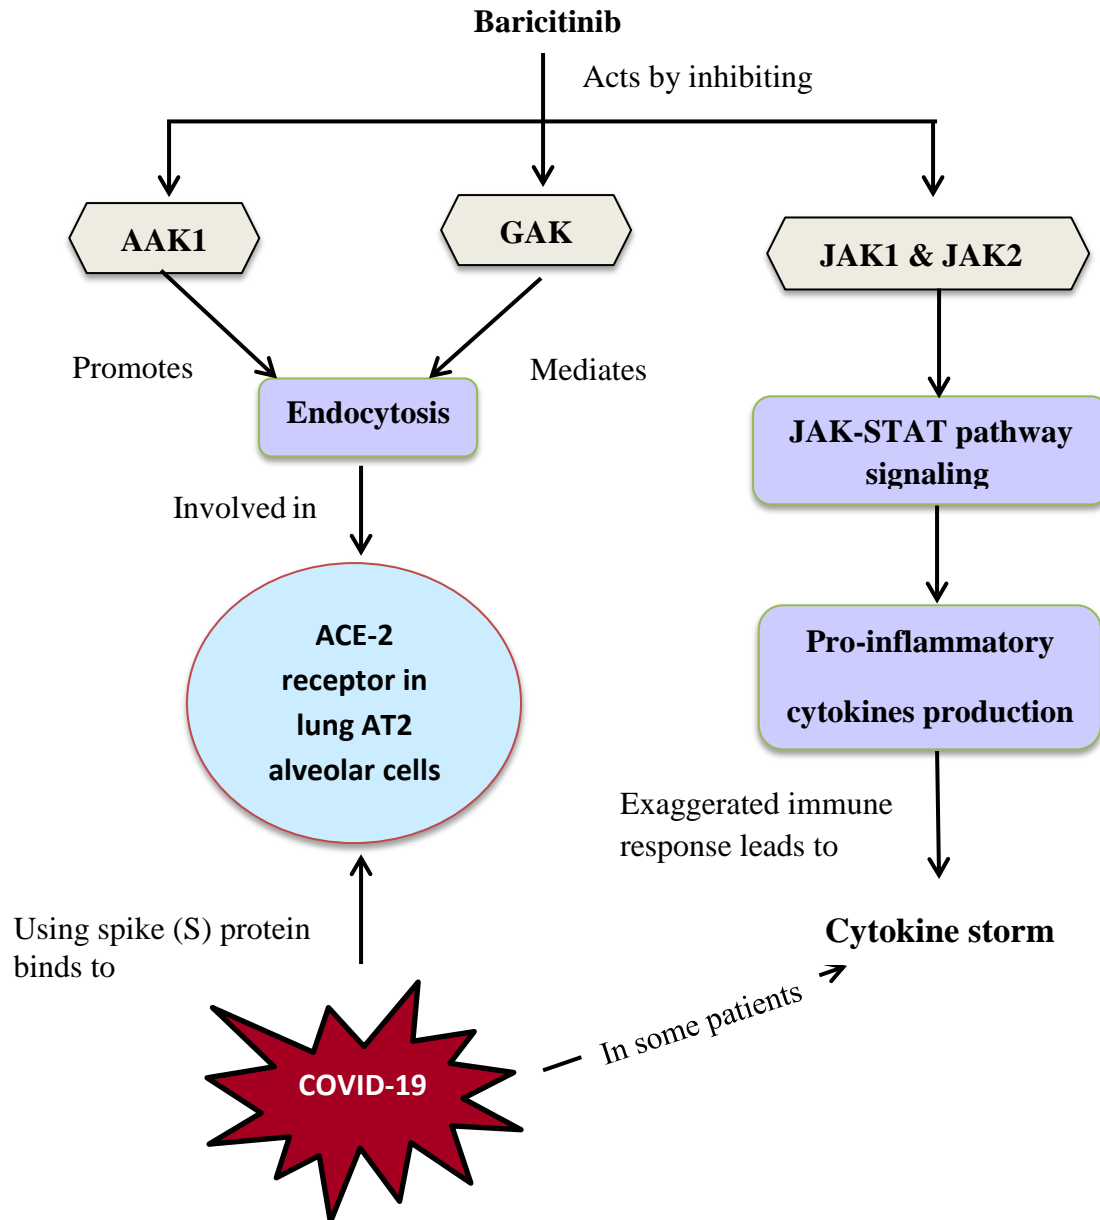 Baricitinib
Acts by inhibiting
AAK1
GAK
JAK1 & JAK2
Promotes
Mediates
Endocytosis
JAK-STAT pathway
signaling
Involved in
ACE-2
receptor in
lung AT2
alveolar cells
Pro-inflammatory
cytokines production
Exaggerated immune
response leads to
Using spike (S) protein
binds to
Cytokine storm
In some patients
COVID-19